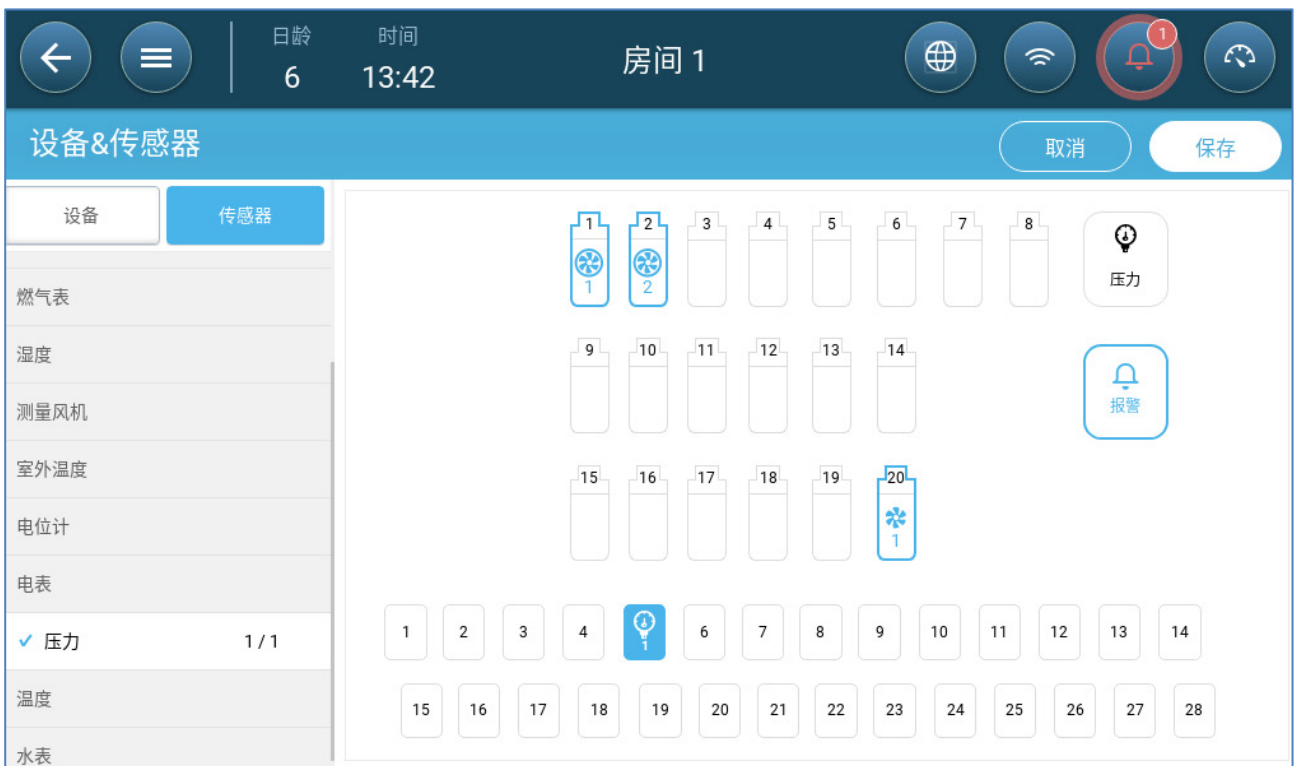 日龄 时间
6 13:42 房间 1 1
设备&传感器 取消 保存
设备 传感器
燃气表
湿度
测量风机
室外温度
电位计
电表
压力 1 / 1
温度
水表
1 2 3 4 5 6 7 8
1 2
压力
9 10 11 12 13 14
报警
15 16 17 18 19 20
1
1 2 3 4 1 6 7 8 9 10 11 12 13 14
15 16 17 18 19 20 21 22 23 24 25 26 27 28